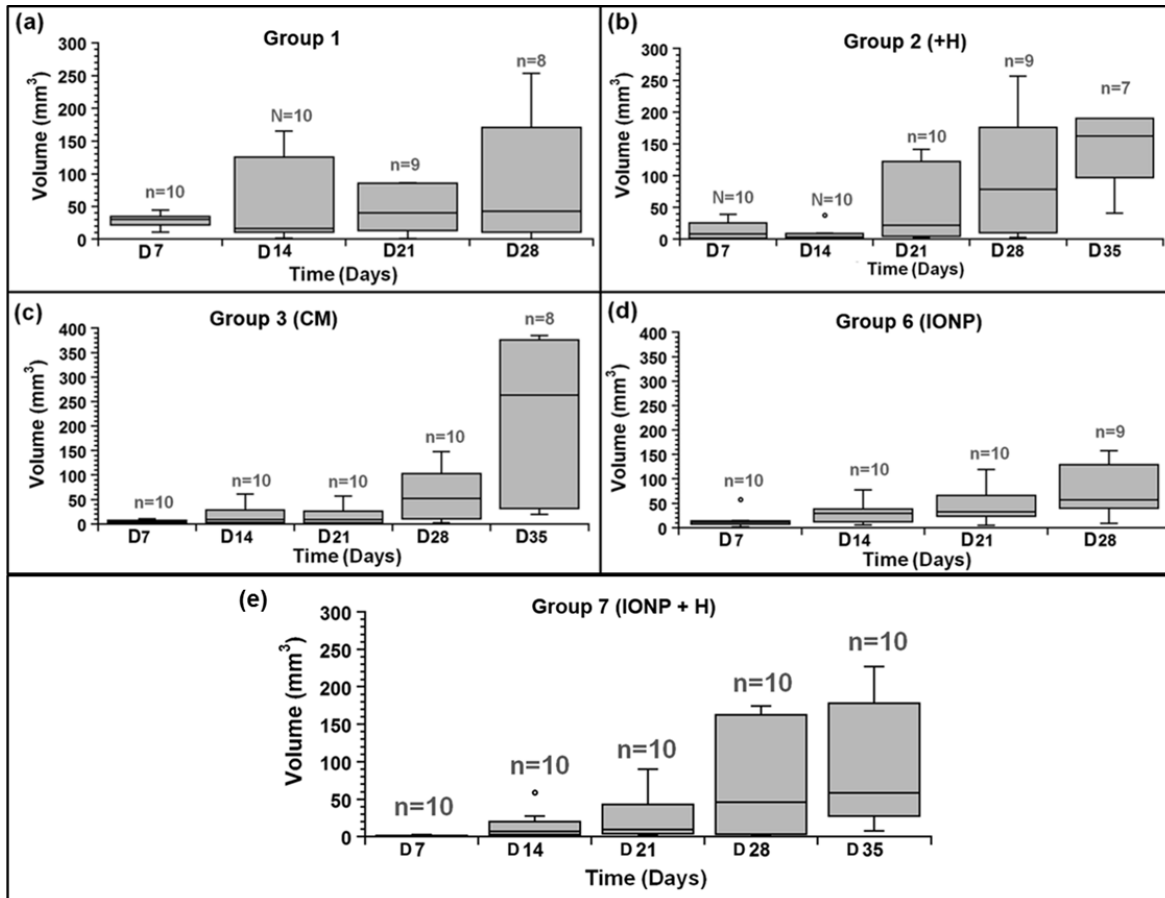 (a)
Group 1
Volume (mm³)
300
250
200
150
100
50
0
n=10
N=10
n=9
n=8
D7
D14
D21
D28
Time (Days)
(b)
Group 2 (+H)
Volume (mm³)
300
250
200
150
100
50
0
N=10
N=10
n=10
n=9
n=7
D7
D14
D21
D28
D35
Time (Days)
(c)
Group 3 (CM)
Volume (mm³)
400
350
300
250
200
150
100
50
0
n=10
n=10
n=10
n=10
n=8
D7
D14
D21
D28
D35
Time (Days)
(d)
Group 6 (IONP)
Volume (mm³)
400
350
300
250
200
150
100
50
0
n=10
n=10
n=10
n=9
D7
D14
D21
D28
Time (Days)
(e)
Group 7 (IONP + H)
Volume (mm³)
300
250
200
150
100
50
0
n=10
n=10
n=10
n=10
n=10
D7
D14
D21
D28
D35
Time (Days)